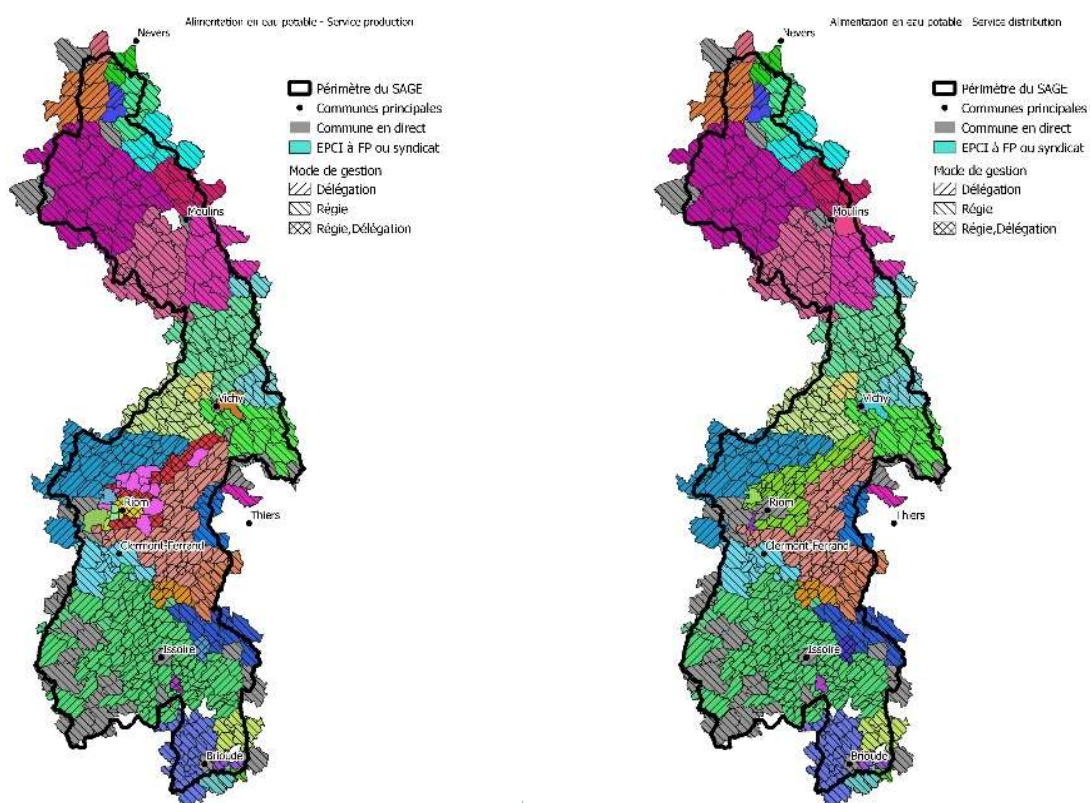 Alimentation en eau potable - Service production
Nevers
Périmètre du SAGE
Communes principales
Commune en direct
EPCI à FP ou syndicat
Mode de gestion
Délégation
Régie
Régie,Délégation
Moulins
Vichy
Riom
Thiers
Clermont-Ferrand
Issoire
Brioude
Alimentation en eau potable - Service distribution
Nevers
Périmètre du SAGE
Communes principales
Commune en direct
EPCI à FP ou syndicat
Mode de gestion
Délégation
Régie
Régie,Délégation
Moulins
Vichy
Riom
Thiers
Clermont-Ferrand
Issoire
Brioude